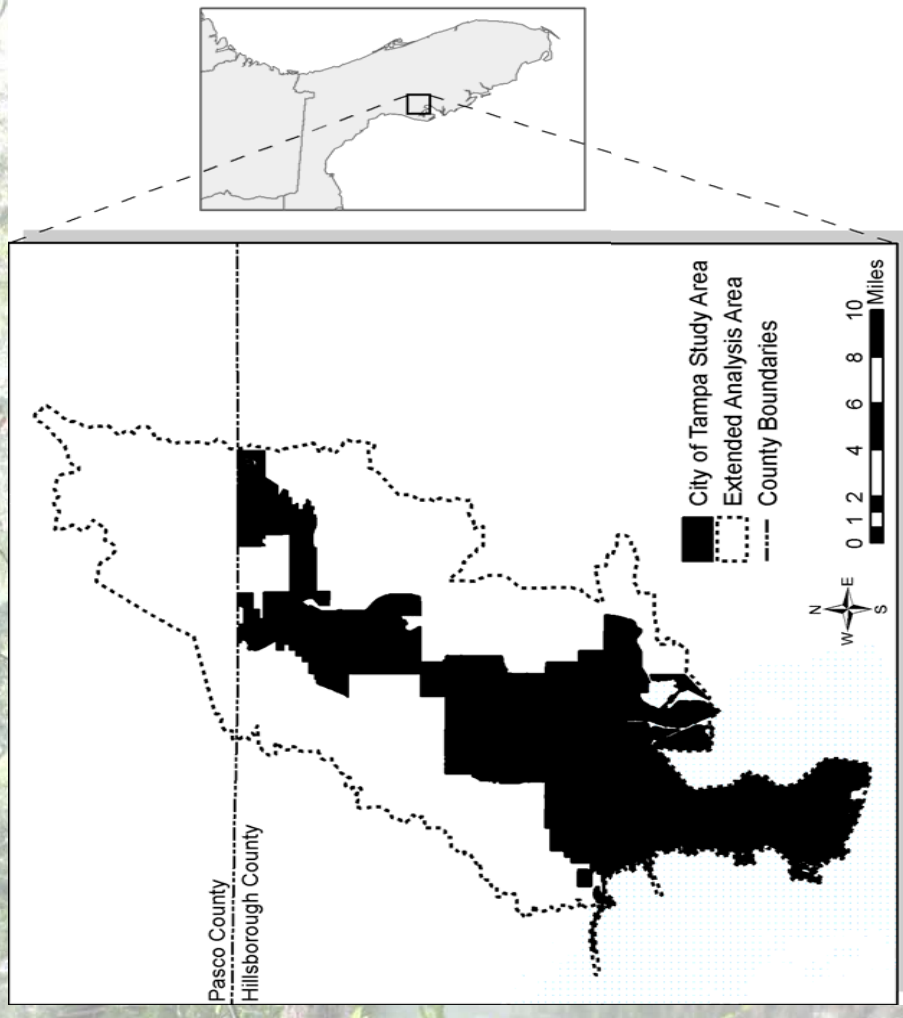 Pasco County
Hillsborough County
City of Tampa Study Area
Extended Analysis Area
County Boundaries
N
W E
S
0 1 2 4 6 8 10
Miles